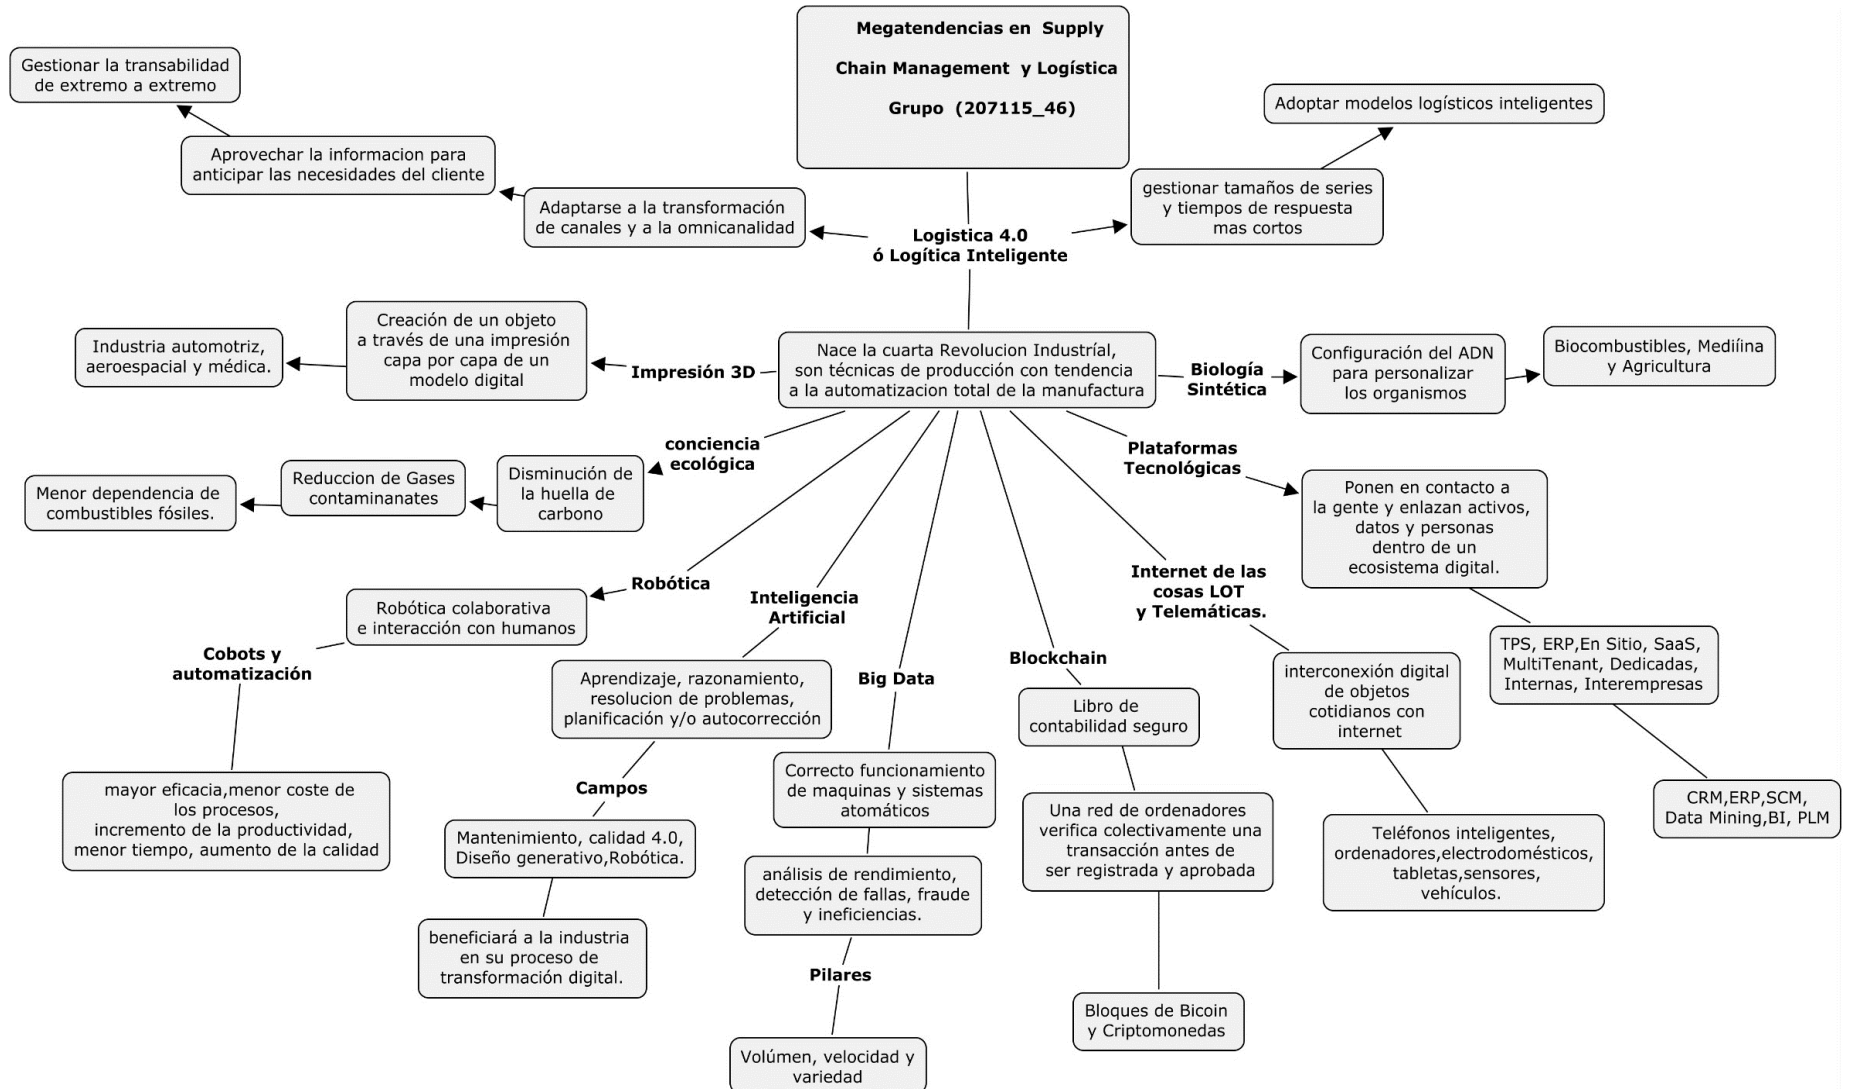 Megatendencias en Supply
Chain Management y Logística
Grupo (207115_46)
Gestionar la transabilidad
de extremo a extremo
Aprovechar la informacion para
anticipar las necesidades del cliente
Adaptarse a la transformación
de canales y a la omnicanalidad
Logistica 4.0
ó Logítica Inteligente
gestionar tamaños de series
y tiempos de respuesta
mas cortos
Adoptar modelos logísticos inteligentes
Nace la cuarta Revolucion Industríal,
son técnicas de producción con tendencia
a la automatizacion total de la manufactura
Impresión 3D
Creación de un objeto
a través de una impresión
capa por capa de un
modelo digital
Industria automotriz,
aeroespacial y médica.
Biología
Sintética
Configuración del ADN
para personalizar
los organismos
Biocombustibles, Mediíina
y Agricultura
conciencia
ecológica
Disminución de
la huella de
carbono
Reduccion de Gases
contaminanates
Menor dependencia de
combustibles fósiles.
Plataformas
Tecnológicas
Ponen en contacto a
la gente y enlazan activos,
datos y personas
dentro de un
ecosistema digital.
TPS, ERP,En Sitio, SaaS,
MultiTenant, Dedicadas,
Internas, Interempresas
CRM,ERP,SCM,
Data Mining,BI, PLM
Robótica
Robótica colaborativa
e interacción con humanos
Cobots y
automatización
mayor eficacia,menor coste de
los procesos,
incremento de la productividad,
menor tiempo, aumento de la calidad
Inteligencia
Artificial
Aprendizaje, razonamiento,
resolucion de problemas,
planificación y/o autocorrección
Campos
Mantenimiento, calidad 4.0,
Diseño generativo,Robótica.
beneficiará a la industria
en su proceso de
transformación digital.
Big Data
Correcto funcionamiento
de maquinas y sistemas
atomáticos
análisis de rendimiento,
detección de fallas, fraude
y ineficiencias.
Pilares
Volúmen, velocidad y
variedad
Blockchain
Libro de
contabilidad seguro
Una red de ordenadores
verifica colectivamente una
transacción antes de
ser registrada y aprobada
Bloques de Bicoin
y Criptomonedas
Internet de las
cosas LOT
y Telemáticas.
interconexión digital
de objetos
cotidianos con
internet
Teléfonos inteligentes,
ordenadores,electrodomésticos,
tabletas,sensores,
vehículos.